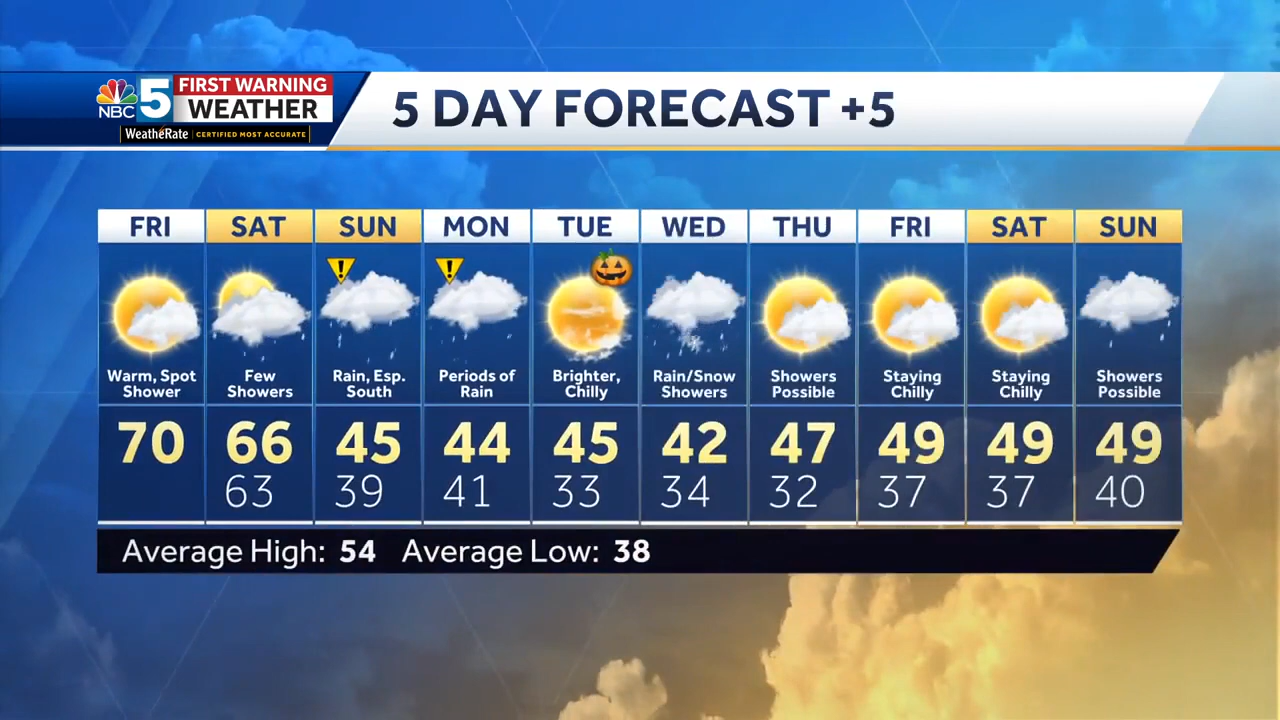 NBC 5 FIRST WARNING
WEATHER
WeatheRate CERTIFIED MOST ACCURATE
5 DAY FORECAST +5
FRI SAT SUN MON TUE WED THU FRI SAT SUN
! !
Warm, Spot Few Rain, Esp. Periods of Brighter, Rain/Snow Showers Staying Staying Showers
Shower Showers South Rain Chilly Showers Possible Chilly Chilly Possible
70 66 45 44 45 42 47 49 49 49
63 39 41 33 34 32 37 37 40
Average High: 54 Average Low: 38